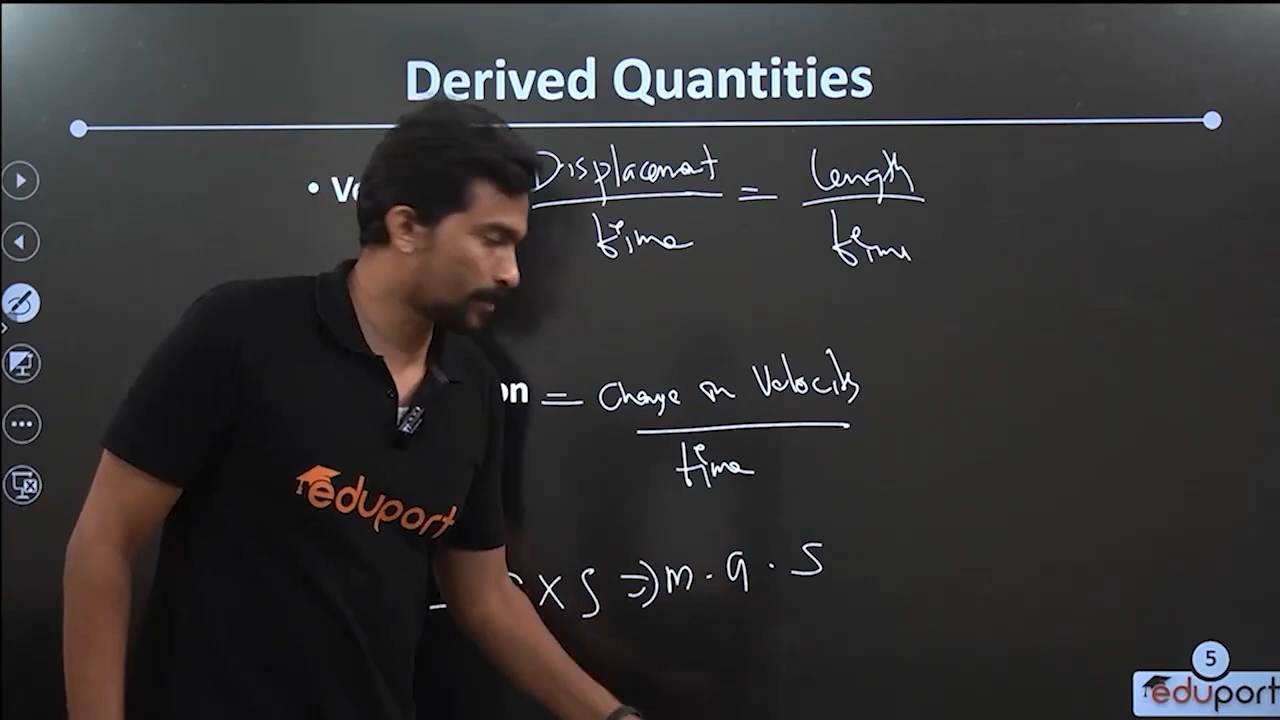 Derived Quantities
• Ve
Displacement
time
=
Length
time
on = Change in Velocity
time
x s => m . a . s
5
eduport
eduport